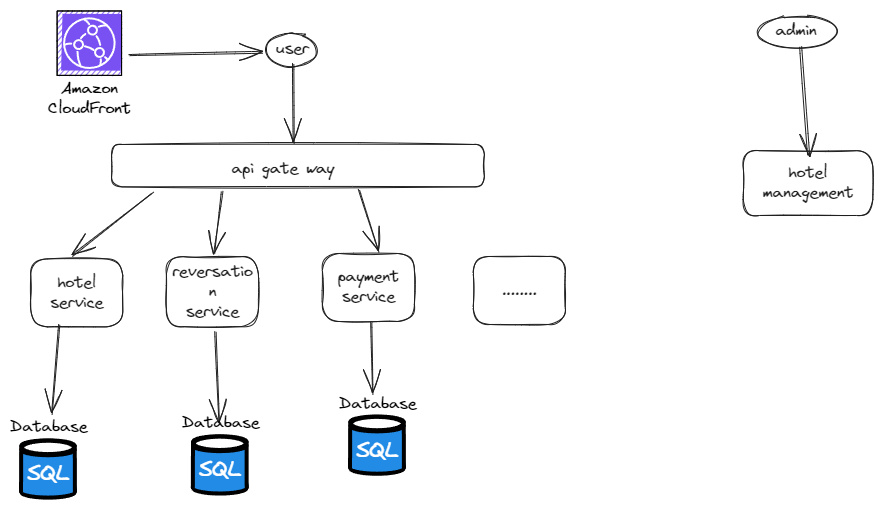 user
admin
Amazon
CloudFront
api gate way
hotel
management
hotel
service
reversatio
n
service
payment
service
........
Database
Database
Database
SQL
SQL
SQL